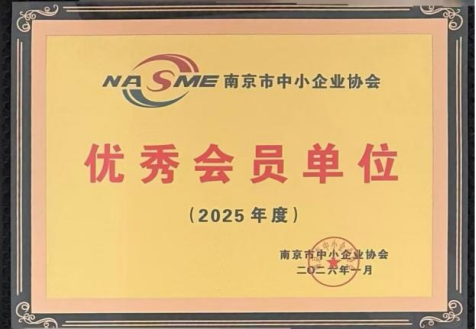 NASME 南京市中小企业协会
优秀会员单位
(2025年度)
南京市中小企业协会
二〇二六年一月